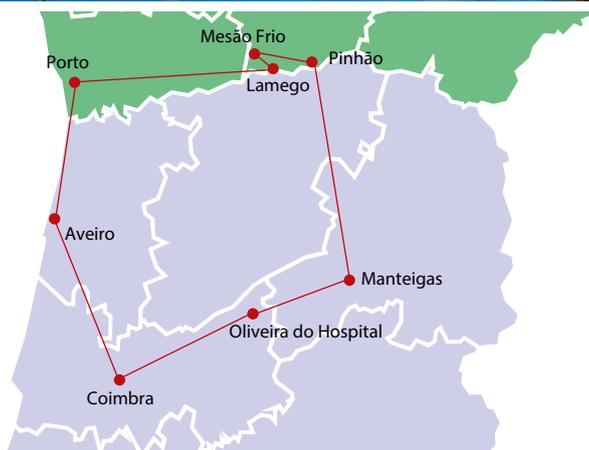 Mesão Frio
Porto
Pinhão
Lamego
Aveiro
Manteigas
Oliveira do Hospital
Coimbra